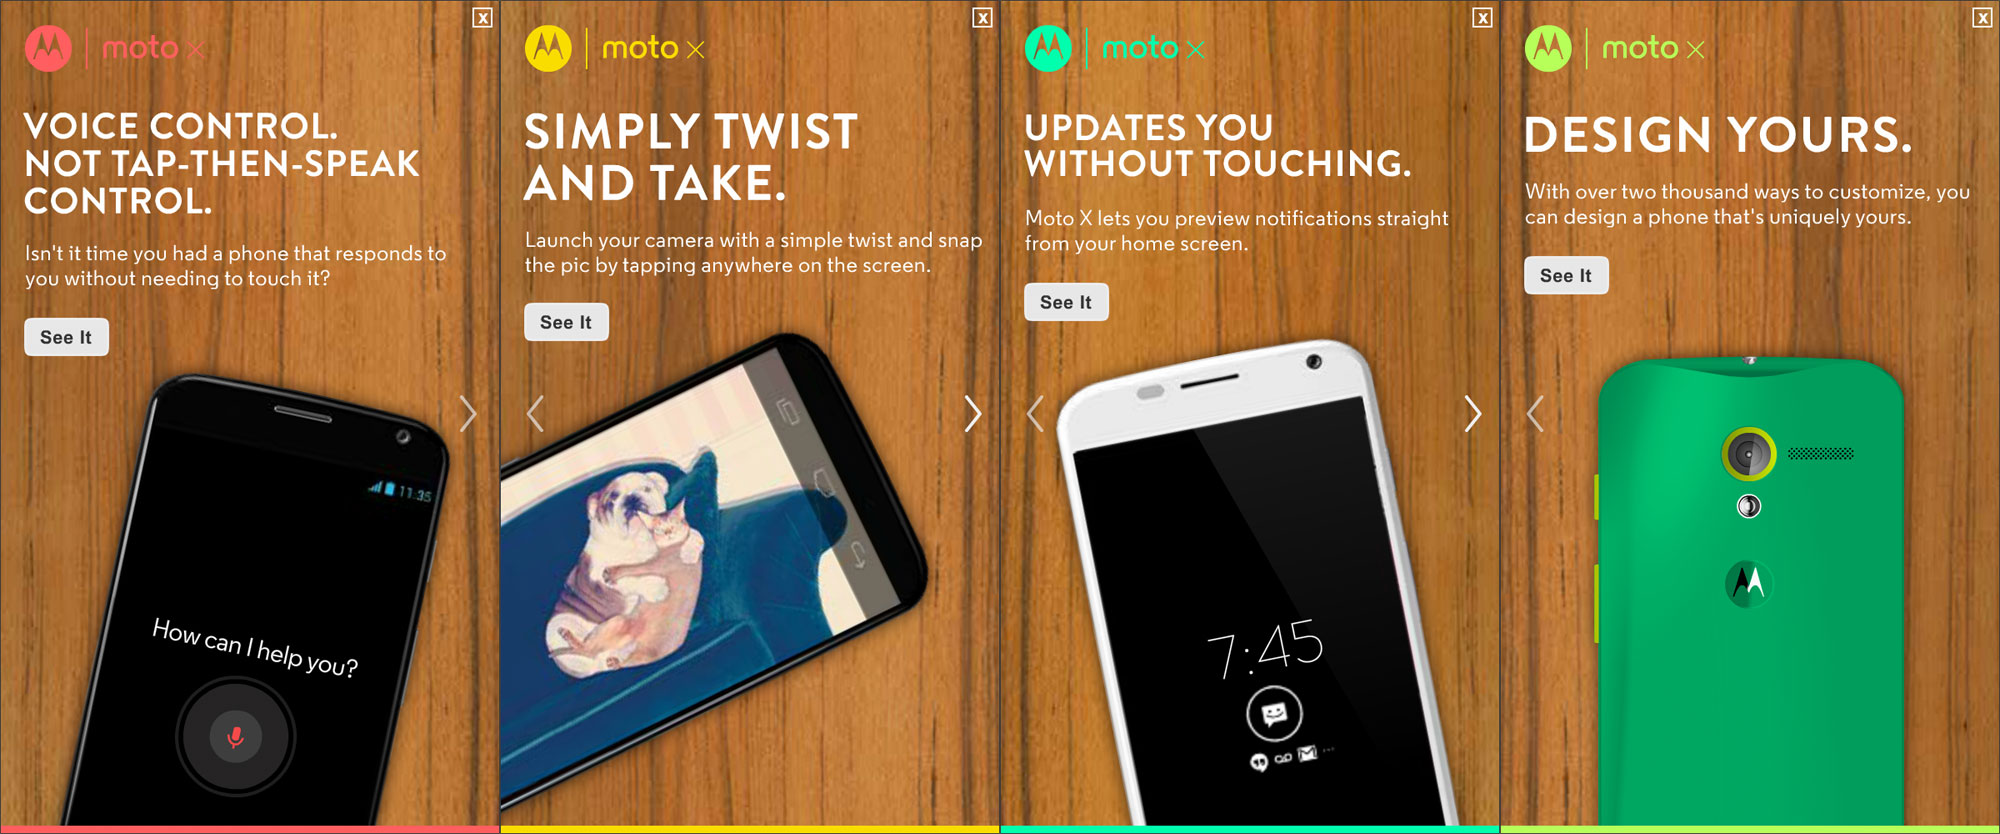 X
moto x
VOICE CONTROL.
NOT TAP-THEN-SPEAK
CONTROL.
Isn't it time you had a phone that responds to
you without needing to touch it?
See It
11:35
How can I help you?
X
moto x
SIMPLY TWIST
AND TAKE.
Launch your camera with a simple twist and snap
the pic by tapping anywhere on the screen.
See It
X
moto x
UPDATES YOU
WITHOUT TOUCHING.
Moto X lets you preview notifications straight
from your home screen.
See It
7:45
X
moto x
DESIGN YOURS.
With over two thousand ways to customize, you
can design a phone that's uniquely yours.
See It